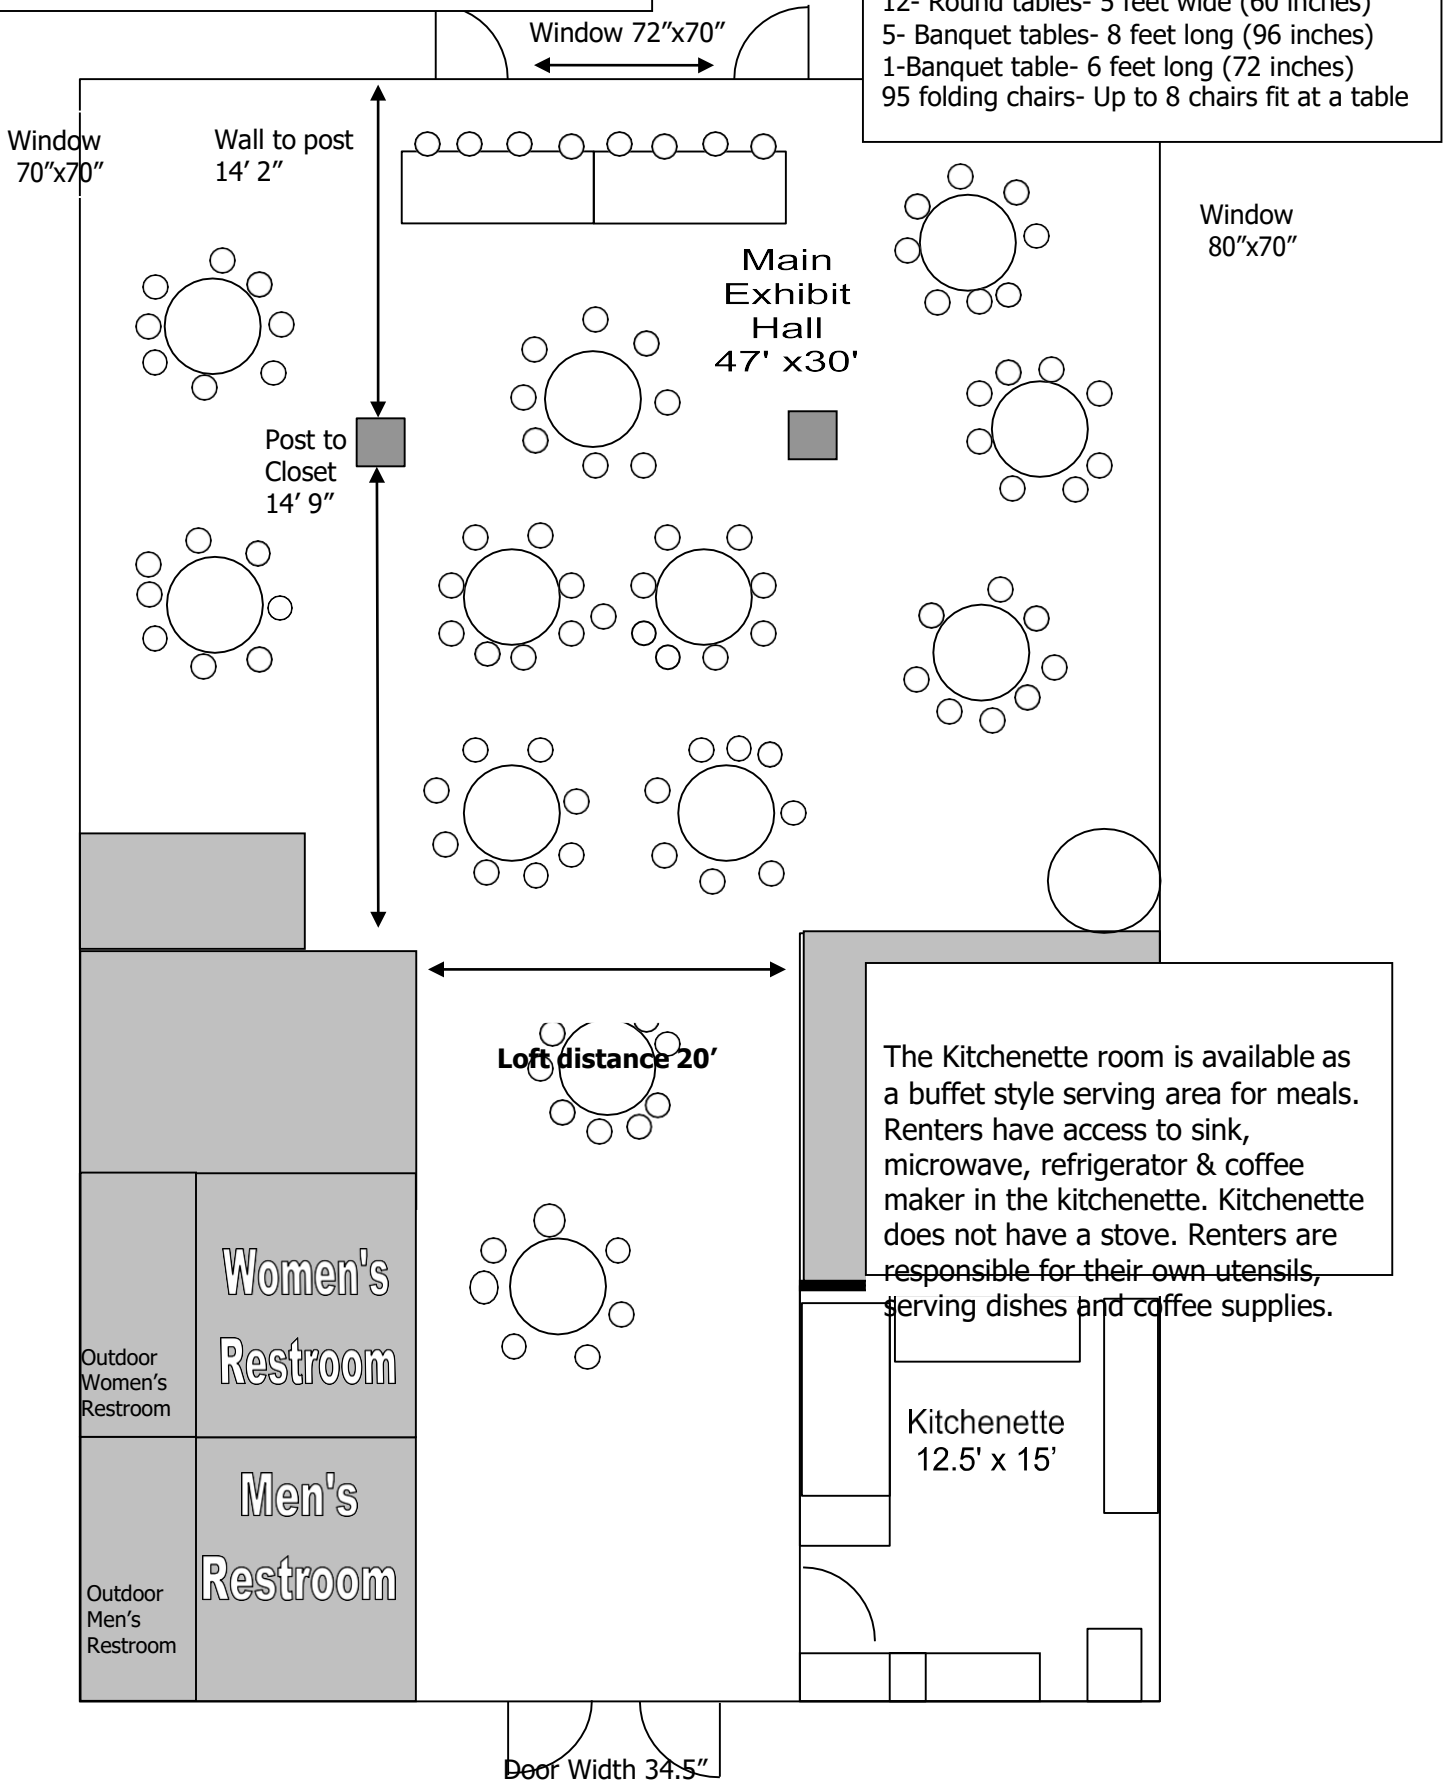 12- Round tables- 5 feet wide (60 inches)
5- Banquet tables- 8 feet long (96 inches)
1-Banquet table- 6 feet long (72 inches)
95 folding chairs- Up to 8 chairs fit at a table
Window 72”x70”
Window
70”x70”
Wall to post
14’ 2”
Window
80”x70”
Main
Exhibit
Hall
47' x30'
Post to
Closet
14’ 9”
Loft distance 20’
The Kitchenette room is available as
a buffet style serving area for meals.
Renters have access to sink,
microwave, refrigerator & coffee
maker in the kitchenette. Kitchenette
does not have a stove. Renters are
responsible for their own utensils,
serving dishes and coffee supplies.
Women's
Restroom
Outdoor
Women’s
Restroom
Kitchenette
12.5' x 15’
Men's
Restroom
Outdoor
Men’s
Restroom
Door Width 34.5”